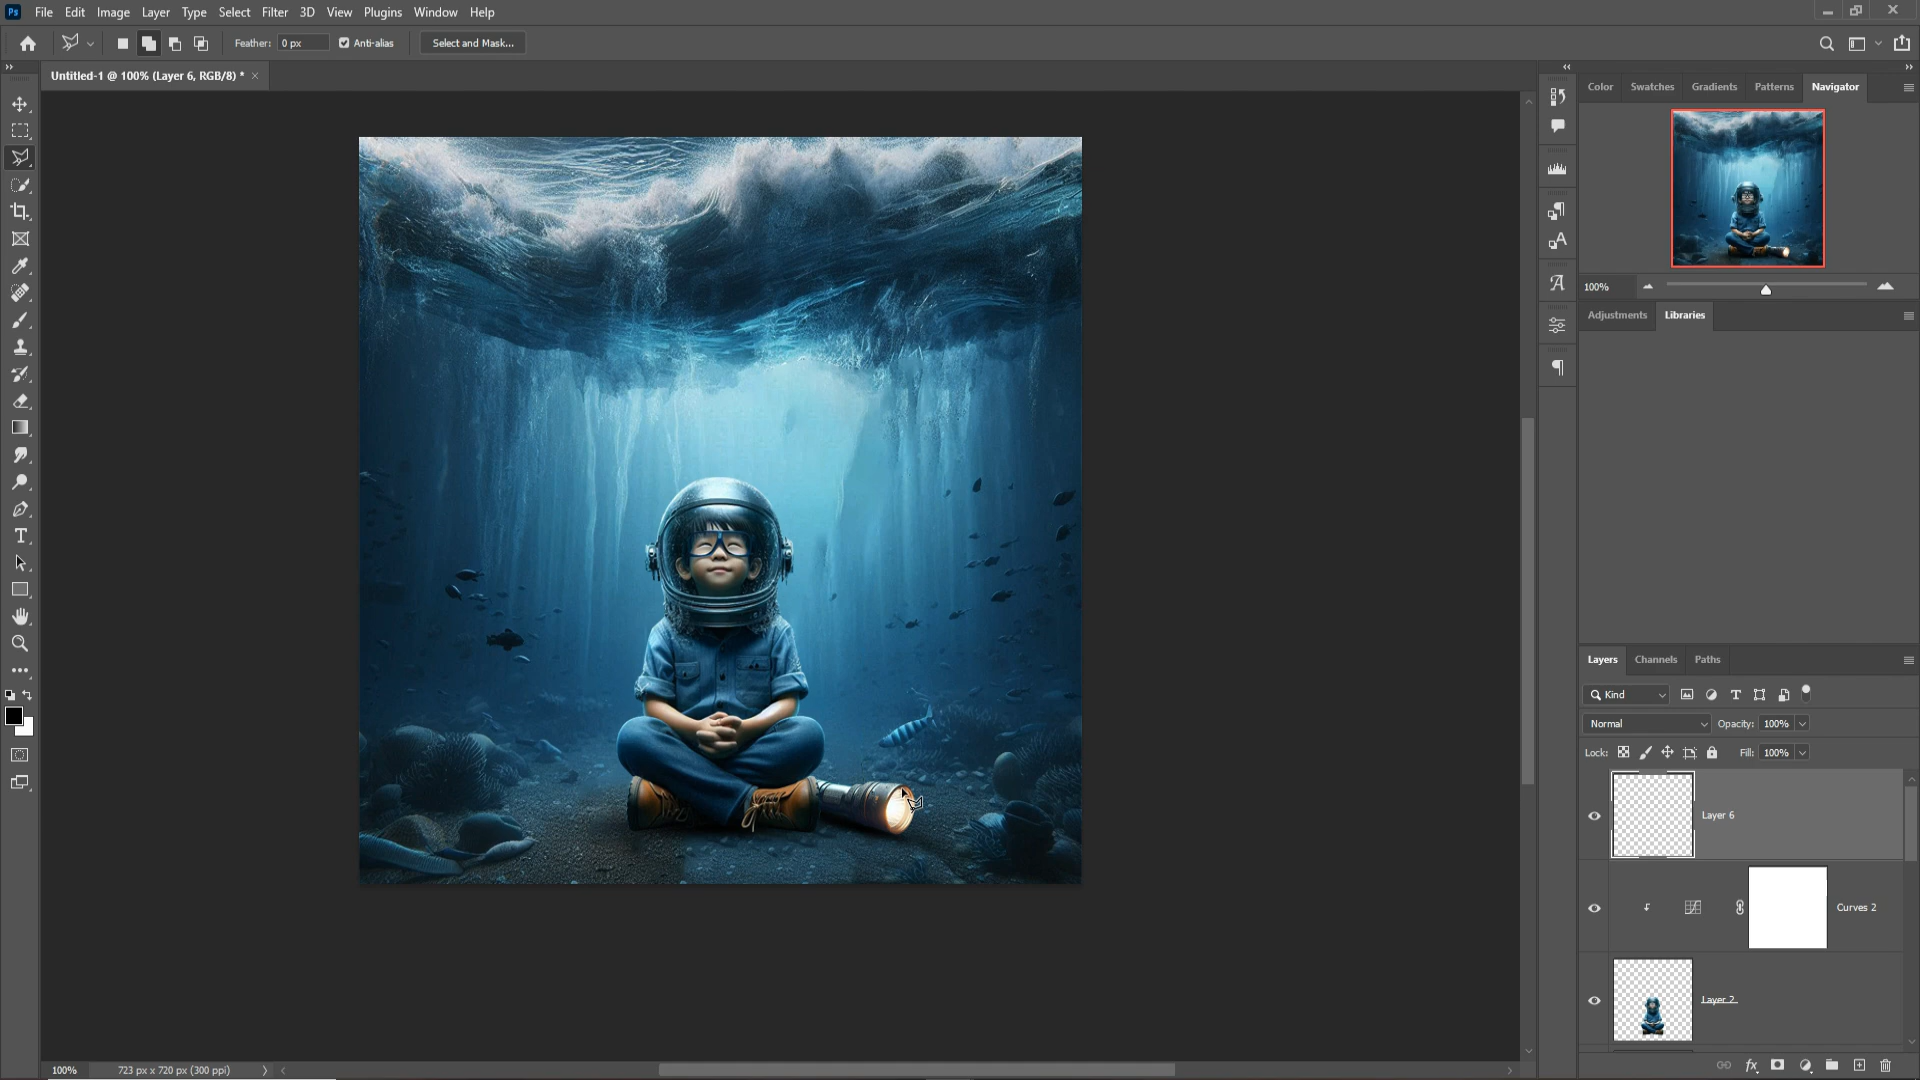 Ps File Edit Image Layer Type Select Filter 3D View Plugins Window Help
Feather: 0 px Anti-alias Select and Mask...
Untitled-1 @ 100% (Layer 6, RGB/8) *
Color Swatches Gradients Patterns Navigator
100%
Adjustments Libraries
Layers Channels Paths
Kind
Normal Opacity: 100%
Lock: Fill: 100%
Layer 6
Curves 2
Layer 2
100% 723 px x 720 px (300 ppi)